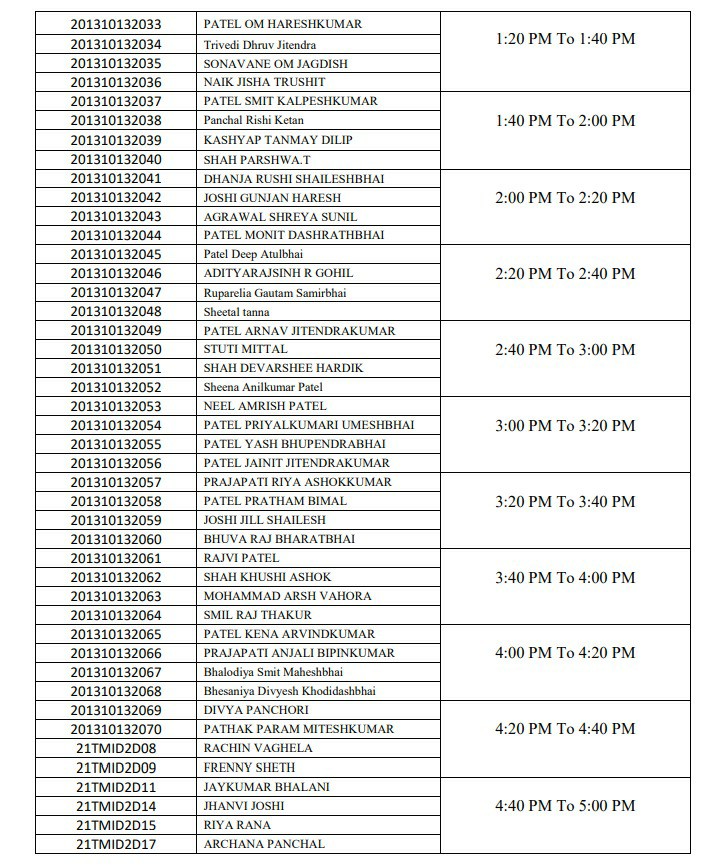 201310132033 PATEL OM HARESHKUMAR 1:20 PM To 1:40 PM
201310132034 Trivedi Dhruv Jitendra
201310132035 SONAVANE OM JAGDISH
201310132036 NAIK JISHA TRUSHIT
201310132037 PATEL SMIT KALPESHKUMAR 1:40 PM To 2:00 PM
201310132038 Panchal Rishi Ketan
201310132039 KASHYAP TANMAY DILIP
201310132040 SHAH PARSHWA.T
201310132041 DHANJA RUSHI SHAILESHBHAI 2:00 PM To 2:20 PM
201310132042 JOSHI GUNJAN HARESH
201310132043 AGRAWAL SHREYA SUNIL
201310132044 PATEL MONIT DASHRATHBHAI
201310132045 Patel Deep Atulbhai 2:20 PM To 2:40 PM
201310132046 ADITYARAJSINH R GOHIL
201310132047 Ruparelia Gautam Samirbhai
201310132048 Sheetal tanna
201310132049 PATEL ARNAV JITENDRAKUMAR 2:40 PM To 3:00 PM
201310132050 STUTI MITTAL
201310132051 SHAH DEVARSHEE HARDIK
201310132052 Sheena Anilkumar Patel
201310132053 NEEL AMRISH PATEL 3:00 PM To 3:20 PM
201310132054 PATEL PRIYALKUMARI UMESHBHAI
201310132055 PATEL YASH BHUPENDRABHAI
201310132056 PATEL JAINIT JITENDRAKUMAR
201310132057 PRAJAPATI RIYA ASHOKKUMAR 3:20 PM To 3:40 PM
201310132058 PATEL PRATHAM BIMAL
201310132059 JOSHI JILL SHAILESH
201310132060 BHUVA RAJ BHARATBHAI
201310132061 RAJVI PATEL 3:40 PM To 4:00 PM
201310132062 SHAH KHUSHI ASHOK
201310132063 MOHAMMAD ARSH VAHORA
201310132064 SMIL RAJ THAKUR
201310132065 PATEL KENA ARVINDKUMAR 4:00 PM To 4:20 PM
201310132066 PRAJAPATI ANJALI BIPINKUMAR
201310132067 Bhalodiya Smit Maheshbhai
201310132068 Bhesaniya Divyesh Khodidashbhai
201310132069 DIVYA PANCHORI 4:20 PM To 4:40 PM
201310132070 PATHAK PARAM MITESHKUMAR
21TMID2D08 RACHIN VAGHELA
21TMID2D09 FRENNY SHETH
21TMID2D11 JAYKUMAR BHALANI 4:40 PM To 5:00 PM
21TMID2D14 JHANVI JOSHI
21TMID2D15 RIYA RANA
21TMID2D17 ARCHANA PANCHAL